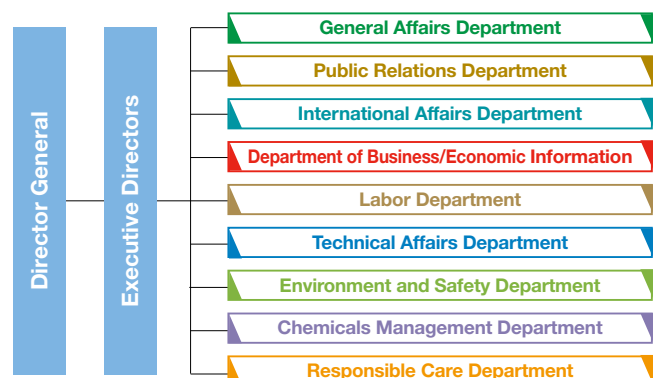 Director General
Executive Directors
General Affairs Department
Public Relations Department
International Affairs Department
Department of Business/Economic Information
Labor Department
Technical Affairs Department
Environment and Safety Department
Chemicals Management Department
Responsible Care Department